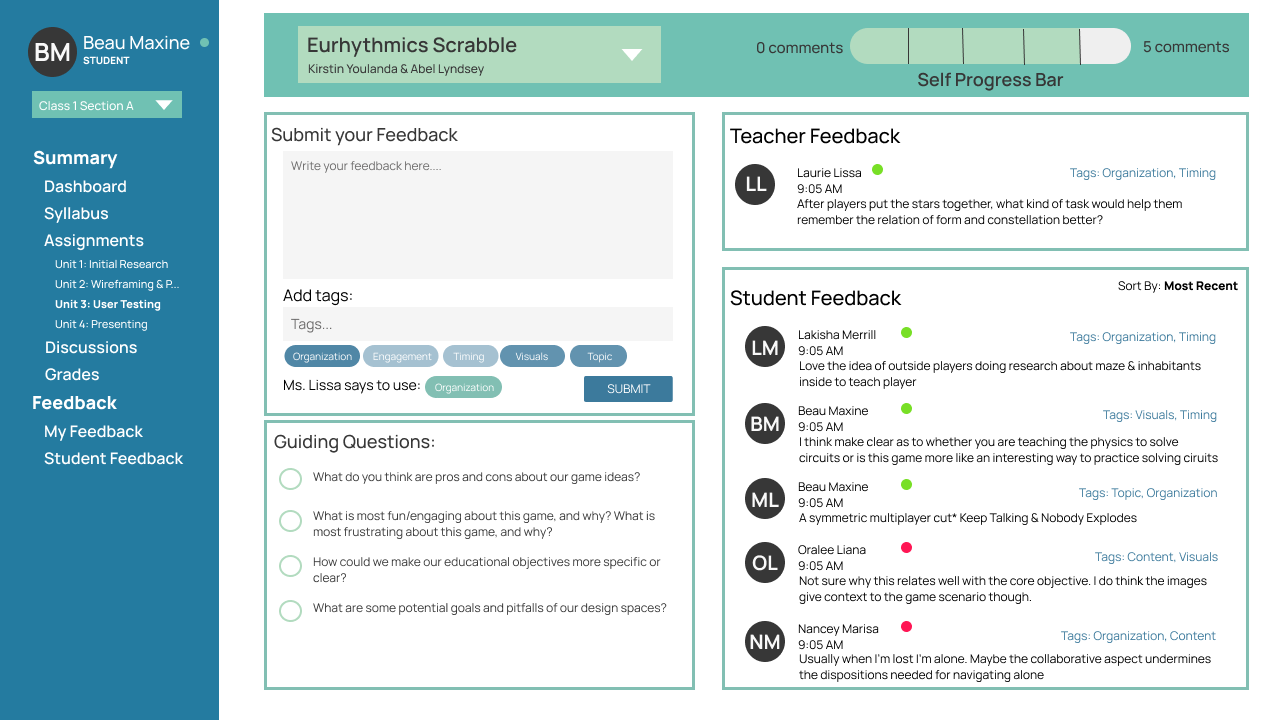 BM
Beau Maxine
STUDENT
Class 1 Section A
Summary
Dashboard
Syllabus
Assignments
Unit 1: Initial Research
Unit 2: Wireframing & P...
Unit 3: User Testing
Unit 4: Presenting
Discussions
Grades
Feedback
My Feedback
Student Feedback
Eurhythmics Scrabble
Kirstin Youlanda & Abel Lyndsey
0 comments
5 comments
Self Progress Bar
Submit your Feedback
Write your feedback here....
Add tags:
Tags...
Organization
Engagement
Timing
Visuals
Topic
Ms. Lissa says to use:
Organization
SUBMIT
Guiding Questions:
What do you think are pros and cons about our game ideas?
What is most fun/engaging about this game, and why? What is
most frustrating about this game, and why?
How could we make our educational objectives more specific or
clear?
What are some potential goals and pitfalls of our design spaces?
Teacher Feedback
LL
Laurie Lissa
Tags: Organization, Timing
9:05 AM
After players put the stars together, what kind of task would help them
remember the relation of form and constellation better?
Sort By: Most Recent
Student Feedback
LM
Lakisha Merrill
Tags: Organization, Timing
9:05 AM
Love the idea of outside players doing research about maze & inhabitants
inside to teach player
BM
Beau Maxine
Tags: Visuals, Timing
9:05 AM
I think make clear as to whether you are teaching the physics to solve
circuits or is this game more like an interesting way to practice solving ciruits
ML
Beau Maxine
Tags: Topic, Organization
9:05 AM
A symmetric multiplayer cut* Keep Talking & Nobody Explodes
OL
Oralee Liana
Tags: Content, Visuals
9:05 AM
Not sure why this relates well with the core objective. I do think the images
give context to the game scenario though.
NM
Nancey Marisa
Tags: Organization, Content
9:05 AM
Usually when I'm lost I'm alone. Maybe the collaborative aspect undermines
the dispositions needed for navigating alone